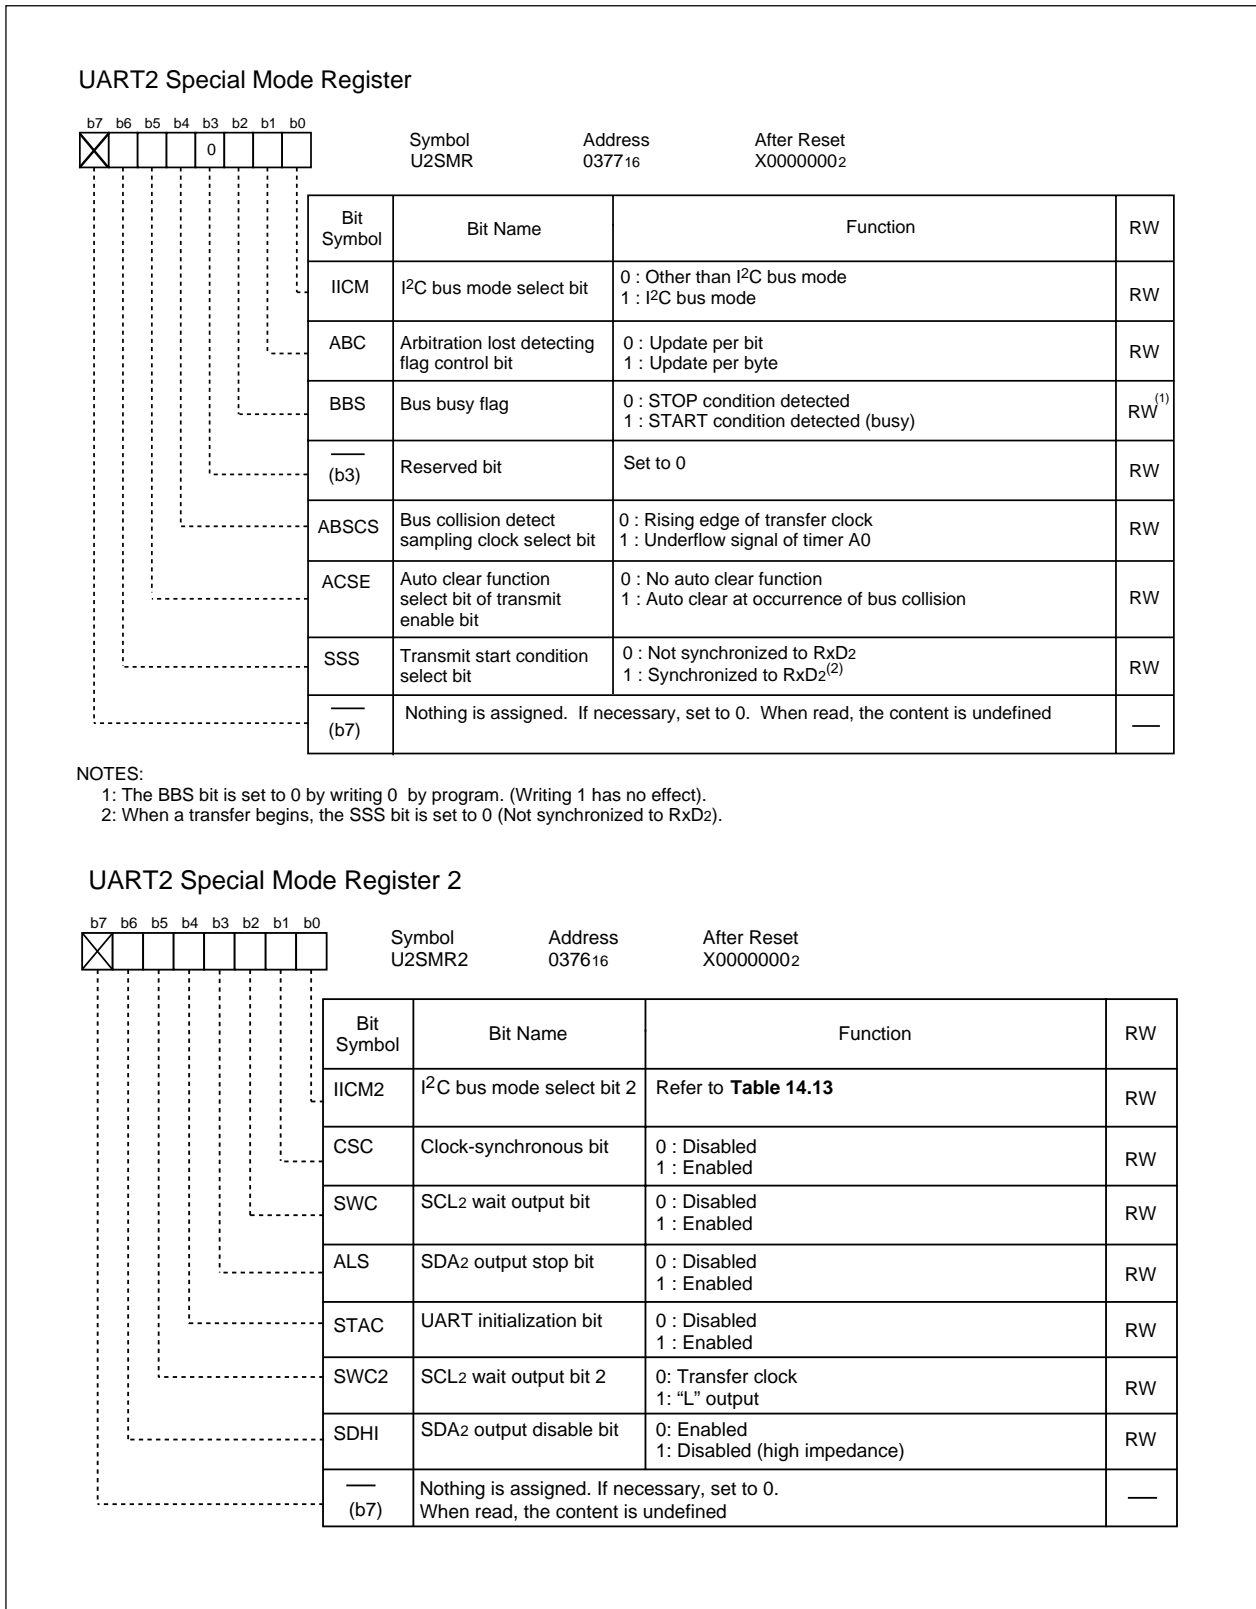 UART2 Special Mode Register
b7 b6 b5 b4 b3 b2 b1 b0
0
Symbol Address After Reset
U2SMR 037716 X00000002
Bit Symbol Bit Name Function RW
IICM I2C bus mode select bit 0 : Other than I2C bus mode
1 : I2C bus mode RW
ABC Arbitration lost detecting flag control bit 0 : Update per bit
1 : Update per byte RW
BBS Bus busy flag 0 : STOP condition detected
1 : START condition detected (busy) RW(1)
(b3) Reserved bit Set to 0 RW
ABSCS Bus collision detect sampling clock select bit 0 : Rising edge of transfer clock
1 : Underflow signal of timer A0 RW
ACSE Auto clear function select bit of transmit enable bit 0 : No auto clear function
1 : Auto clear at occurrence of bus collision RW
SSS Transmit start condition select bit 0 : Not synchronized to RxD2
1 : Synchronized to RxD2(2) RW
(b7) Nothing is assigned. If necessary, set to 0. When read, the content is undefined
NOTES:
1: The BBS bit is set to 0 by writing 0 by program. (Writing 1 has no effect).
2: When a transfer begins, the SSS bit is set to 0 (Not synchronized to RxD2).
UART2 Special Mode Register 2
b7 b6 b5 b4 b3 b2 b1 b0
Symbol Address After Reset
U2SMR2 037616 X00000002
Bit Symbol Bit Name Function RW
IICM2 I2C bus mode select bit 2 Refer to Table 14.13 RW
CSC Clock-synchronous bit 0 : Disabled
1 : Enabled RW
SWC SCL2 wait output bit 0 : Disabled
1 : Enabled RW
ALS SDA2 output stop bit 0 : Disabled
1 : Enabled RW
STAC UART initialization bit 0 : Disabled
1 : Enabled RW
SWC2 SCL2 wait output bit 2 0: Transfer clock
1: “L” output RW
SDHI SDA2 output disable bit 0: Enabled
1: Disabled (high impedance) RW
(b7) Nothing is assigned. If necessary, set to 0.
When read, the content is undefined